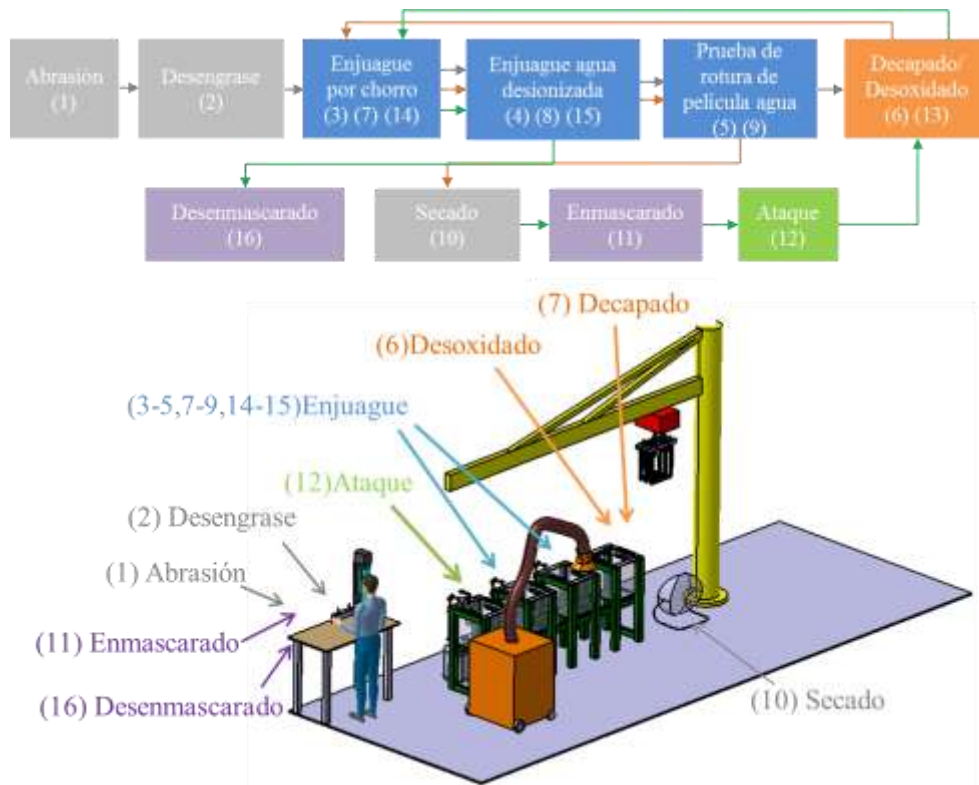 Abrasión
(1)
Desengrase
(2)
Enjuague
por chorro
(3) (7) (14)
Enjuague agua
desionizada
(4) (8) (15)
Prueba de
rotura de
película agua
(5) (9)
Decapado/
Desoxidado
(6) (13)
Desenmascarado
(16)
Secado
(10)
Enmascarado
(11)
Ataque
(12)
(7) Decapado
(6)Desoxidado
(3-5,7-9,14-15)Enjuague
(12)Ataque
(2) Desengrase
(1) Abrasión
(11) Enmascarado
(16) Desenmascarado
(10) Secado